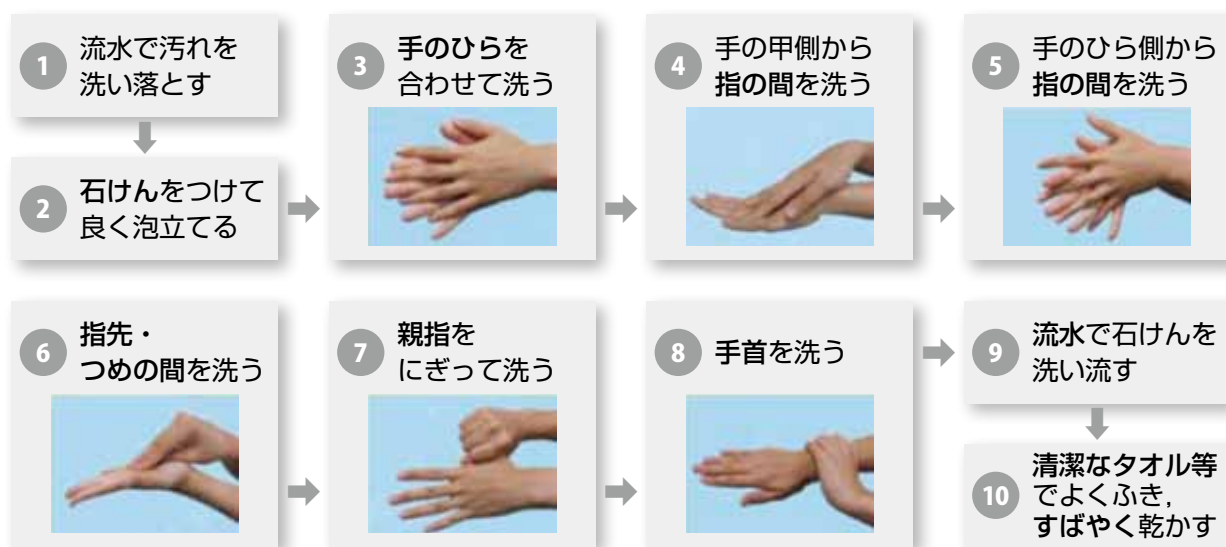 1
流水で汚れを
洗い落とす
2
石けんをつけて
良く泡立てる
3
手のひらを
合わせて洗う
4
手の甲側から
指の間を洗う
5
手のひら側から
指の間を洗う
6
指先・
つめの間を洗う
7
親指を
にぎって洗う
8
手首を洗う
9
流水で石けんを
洗い流す
10
清潔なタオル等
でよくふき,
すばやく乾かす